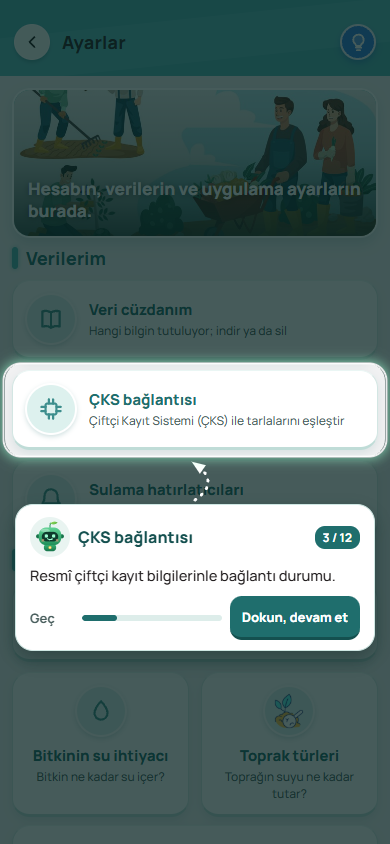 Ayarlar
Hesabın, verilerin ve uygulama ayarların
burada.
Verilerim
Veri cüzdanım
Hangi bilgin tutuluyor; indir ya da sil
ÇKS bağlantısı
Çiftçi Kayıt Sistemi (ÇKS) ile tarlalarını eşleştir
Sulama hatırlatıcıları
ÇKS bağlantısı
3 / 12
Resmî çiftçi kayıt bilgilerinle bağlantı durumu.
Geç
Dokun, devam et
Bitkinin su ihtiyacı
Bitkin ne kadar su içer?
Toprak türleri
Toprağın suyu ne kadar
tutar?